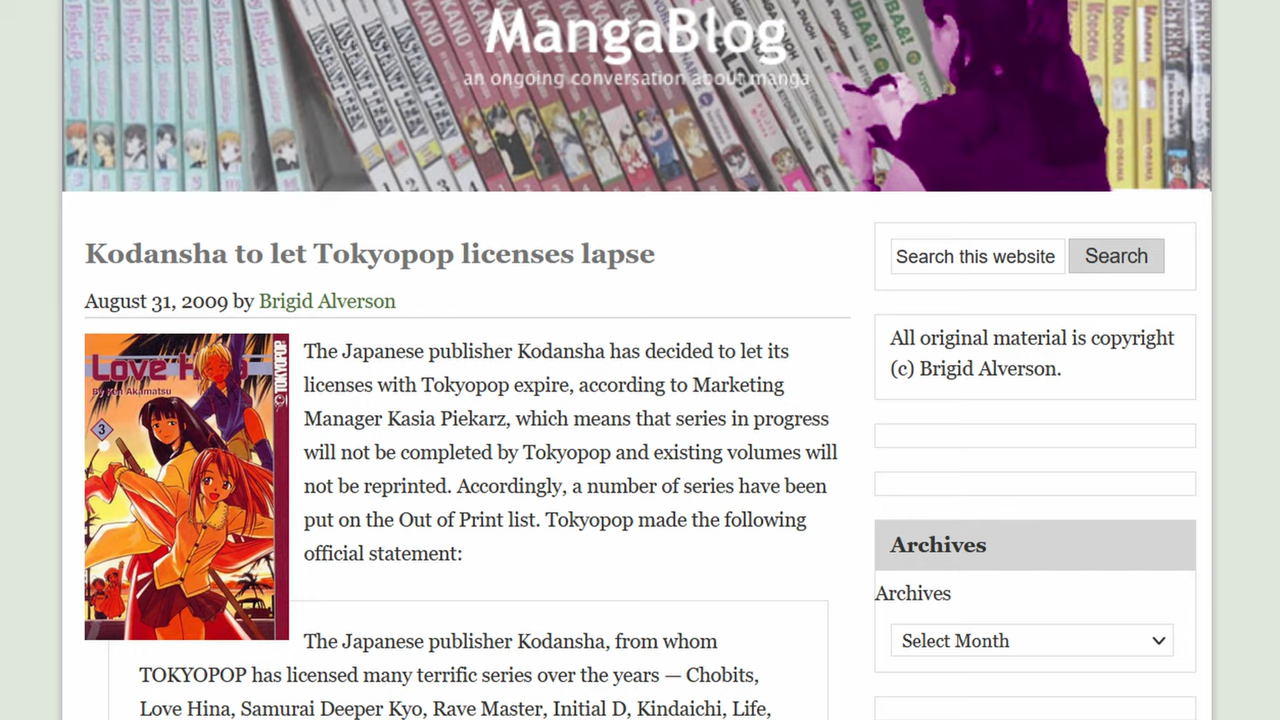 MangaBlog
an ongoing conversation about manga
Kodansha to let Tokyopop licenses lapse
August 31, 2009 by Brigid Alverson
Love H
By Ken Akamatsu
3
TOKYOPOP
The Japanese publisher Kodansha has decided to let its
licenses with Tokyopop expire, according to Marketing
Manager Kasia Piekarz, which means that series in progress
will not be completed by Tokyopop and existing volumes will
not be reprinted. Accordingly, a number of series have been
put on the Out of Print list. Tokyopop made the following
official statement:
The Japanese publisher Kodansha, from whom
TOKYOPOP has licensed many terrific series over the years — Chobits,
Love Hina, Samurai Deeper Kyo, Rave Master, Initial D, Kindaichi, Life,
Search this website
Search
All original material is copyright
(c) Brigid Alverson.
Archives
Archives
Select Month